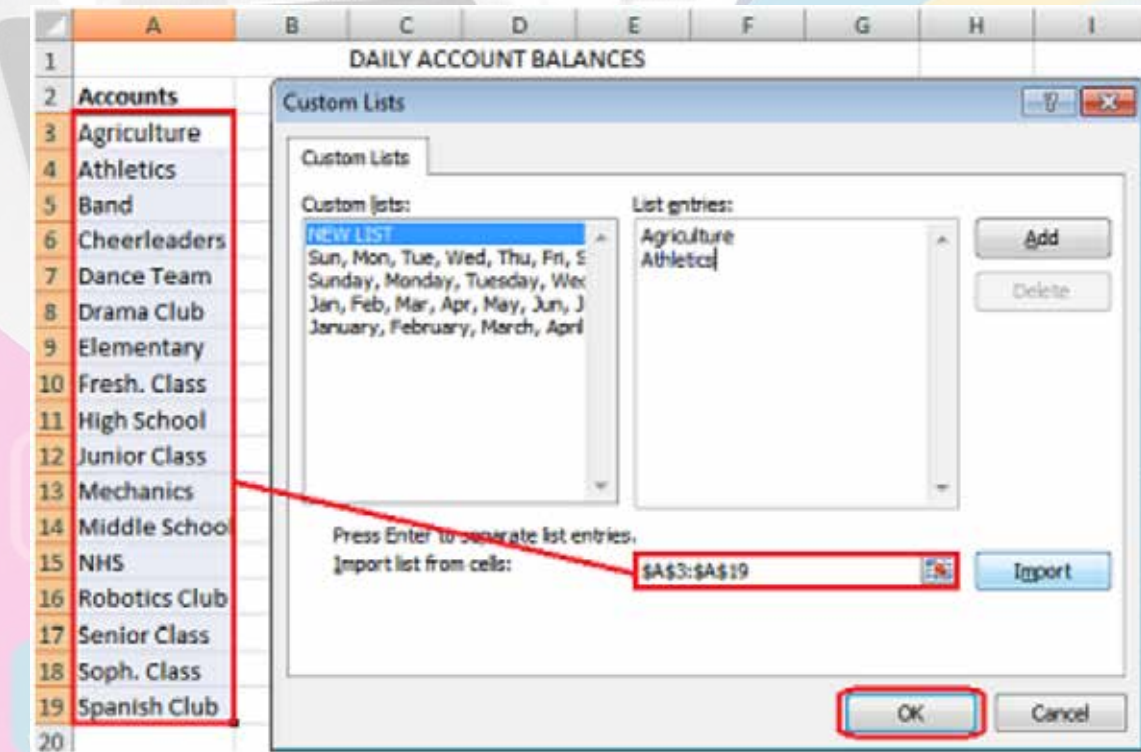 A B C D E F G H I
1 DAILY ACCOUNT BALANCES
2 Accounts
3 Agriculture
4 Athletics
5 Band
6 Cheerleaders
7 Dance Team
8 Drama Club
9 Elementary
10 Fresh. Class
11 High School
12 Junior Class
13 Mechanics
14 Middle School
15 NHS
16 Robotics Club
17 Senior Class
18 Soph. Class
19 Spanish Club
20
Custom Lists
Custom Lists
Custom lists:
NEW LIST
Sun, Mon, Tue, Wed, Thu, Fri, S
Sunday, Monday, Tuesday, Wed
Jan, Feb, Mar, Apr, May, Jun, J
January, February, March, April
List entries:
Agriculture
Athletics
Add
Delete
Press Enter to separate list entries.
Import list from cells:
$A$3:$A$19
Import
OK
Cancel